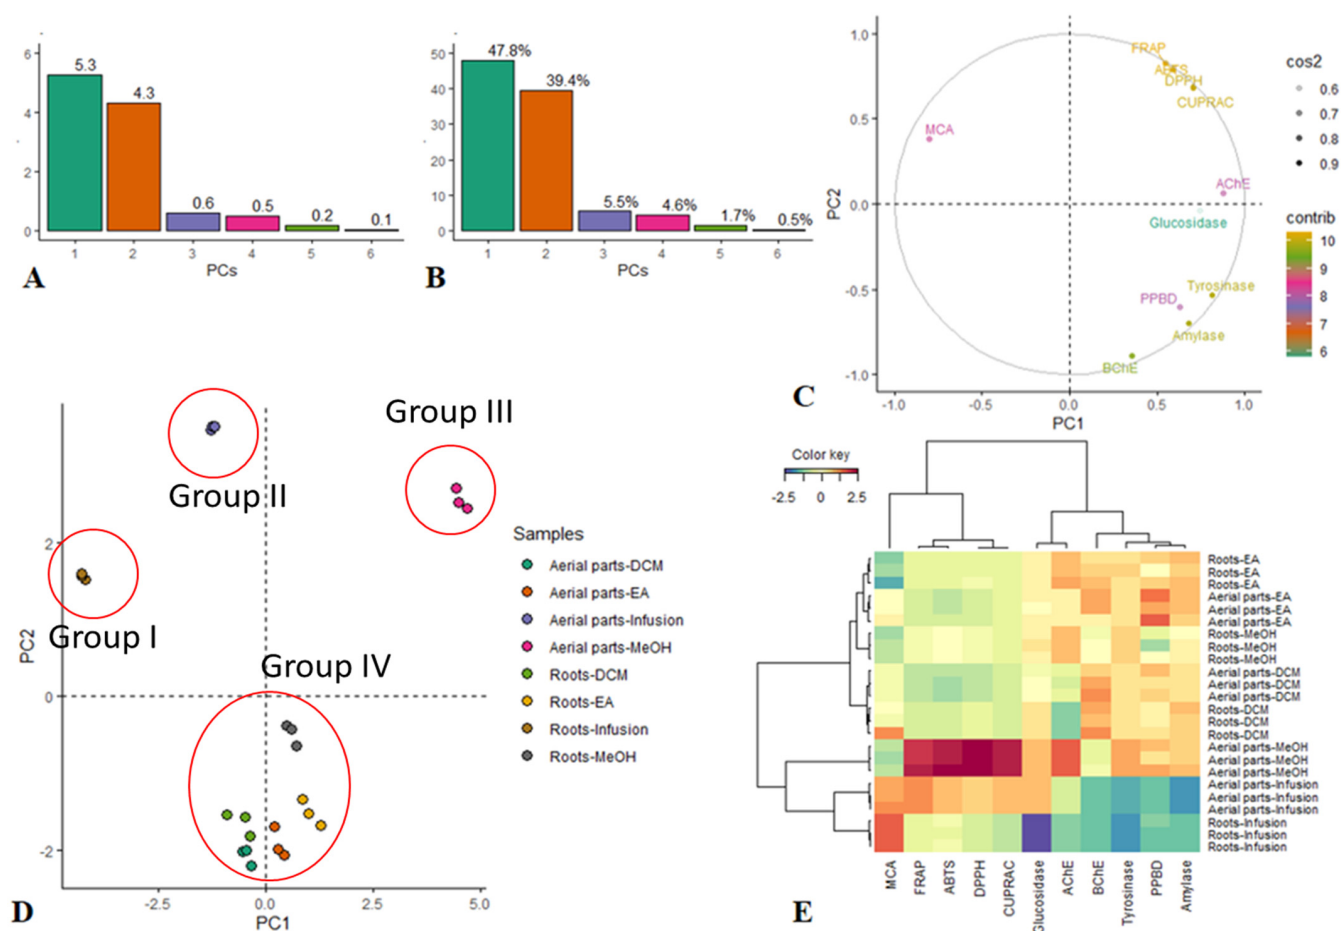 6
4
2
0
5.3
4.3
0.6
0.5
0.2
0.1
1 2 3 4 5 6
PCs
A
50
40
30
20
10
0
47.8%
39.4%
5.5%
4.6%
1.7%
0.5%
1 2 3 4 5 6
PCs
B
1.0
0.5
0.0
-0.5
-1.0
PC2
FRAP
ABTS
DPPH
CUPRAC
MCA
AChE
Glucosidase
Tyrosinase
PPBD
Amylase
BChE
-1.0 -0.5 0.0 0.5 1.0
PC1
C
cos2
0.6
0.7
0.8
0.9
contrib
10
9
8
7
6
Group III
Group II
Group I
Group IV
2
0
-2
PC2
-2.5 0.0 2.5 5.0
PC1
D
Samples
Aerial parts-DCM
Aerial parts-EA
Aerial parts-Infusion
Aerial parts-MeOH
Roots-DCM
Roots-EA
Roots-Infusion
Roots-MeOH
Color key
-2.5 0 2.5
Roots-EA
Roots-EA
Roots-EA
Aerial parts-EA
Aerial parts-EA
Aerial parts-EA
Roots-MeOH
Roots-MeOH
Roots-MeOH
Aerial parts-DCM
Aerial parts-DCM
Aerial parts-DCM
Roots-DCM
Roots-DCM
Roots-DCM
Aerial parts-MeOH
Aerial parts-MeOH
Aerial parts-MeOH
Aerial parts-Infusion
Aerial parts-Infusion
Aerial parts-Infusion
Roots-Infusion
Roots-Infusion
Roots-Infusion
MCA
FRAP
ABTS
DPPH
CUPRAC
Glucosidase
AChE
BChE
Tyrosinase
PPBD
Amylase
E